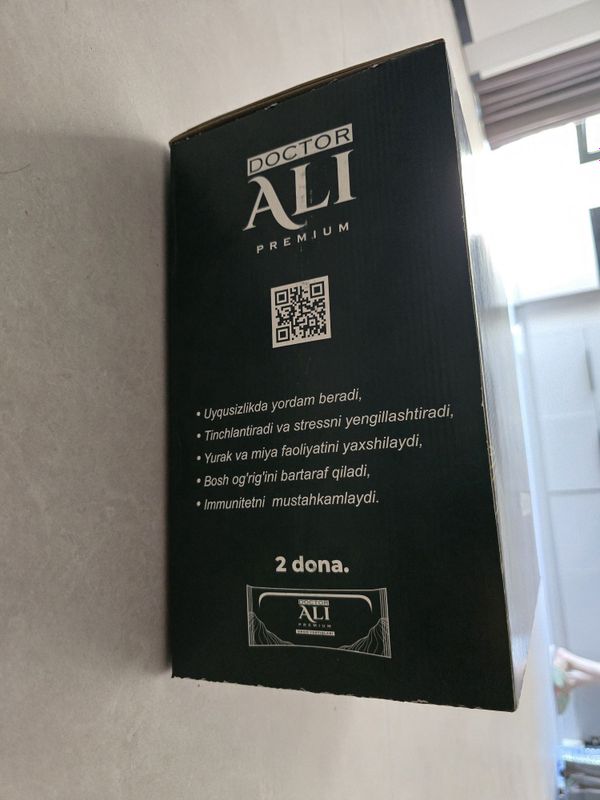 DOCTOR
ALI
PREMIUM
• Uyqusizlikda yordam beradi,
• Tinchlantiradi va stressni yengillashtiradi,
• Yurak va miya faoliyatini yaxshilaydi,
• Bosh og'rig'ini bartaraf qiladi,
• Immunitetni mustahkamlaydi.
2 dona.
DOCTOR
ALI
PREMIUM